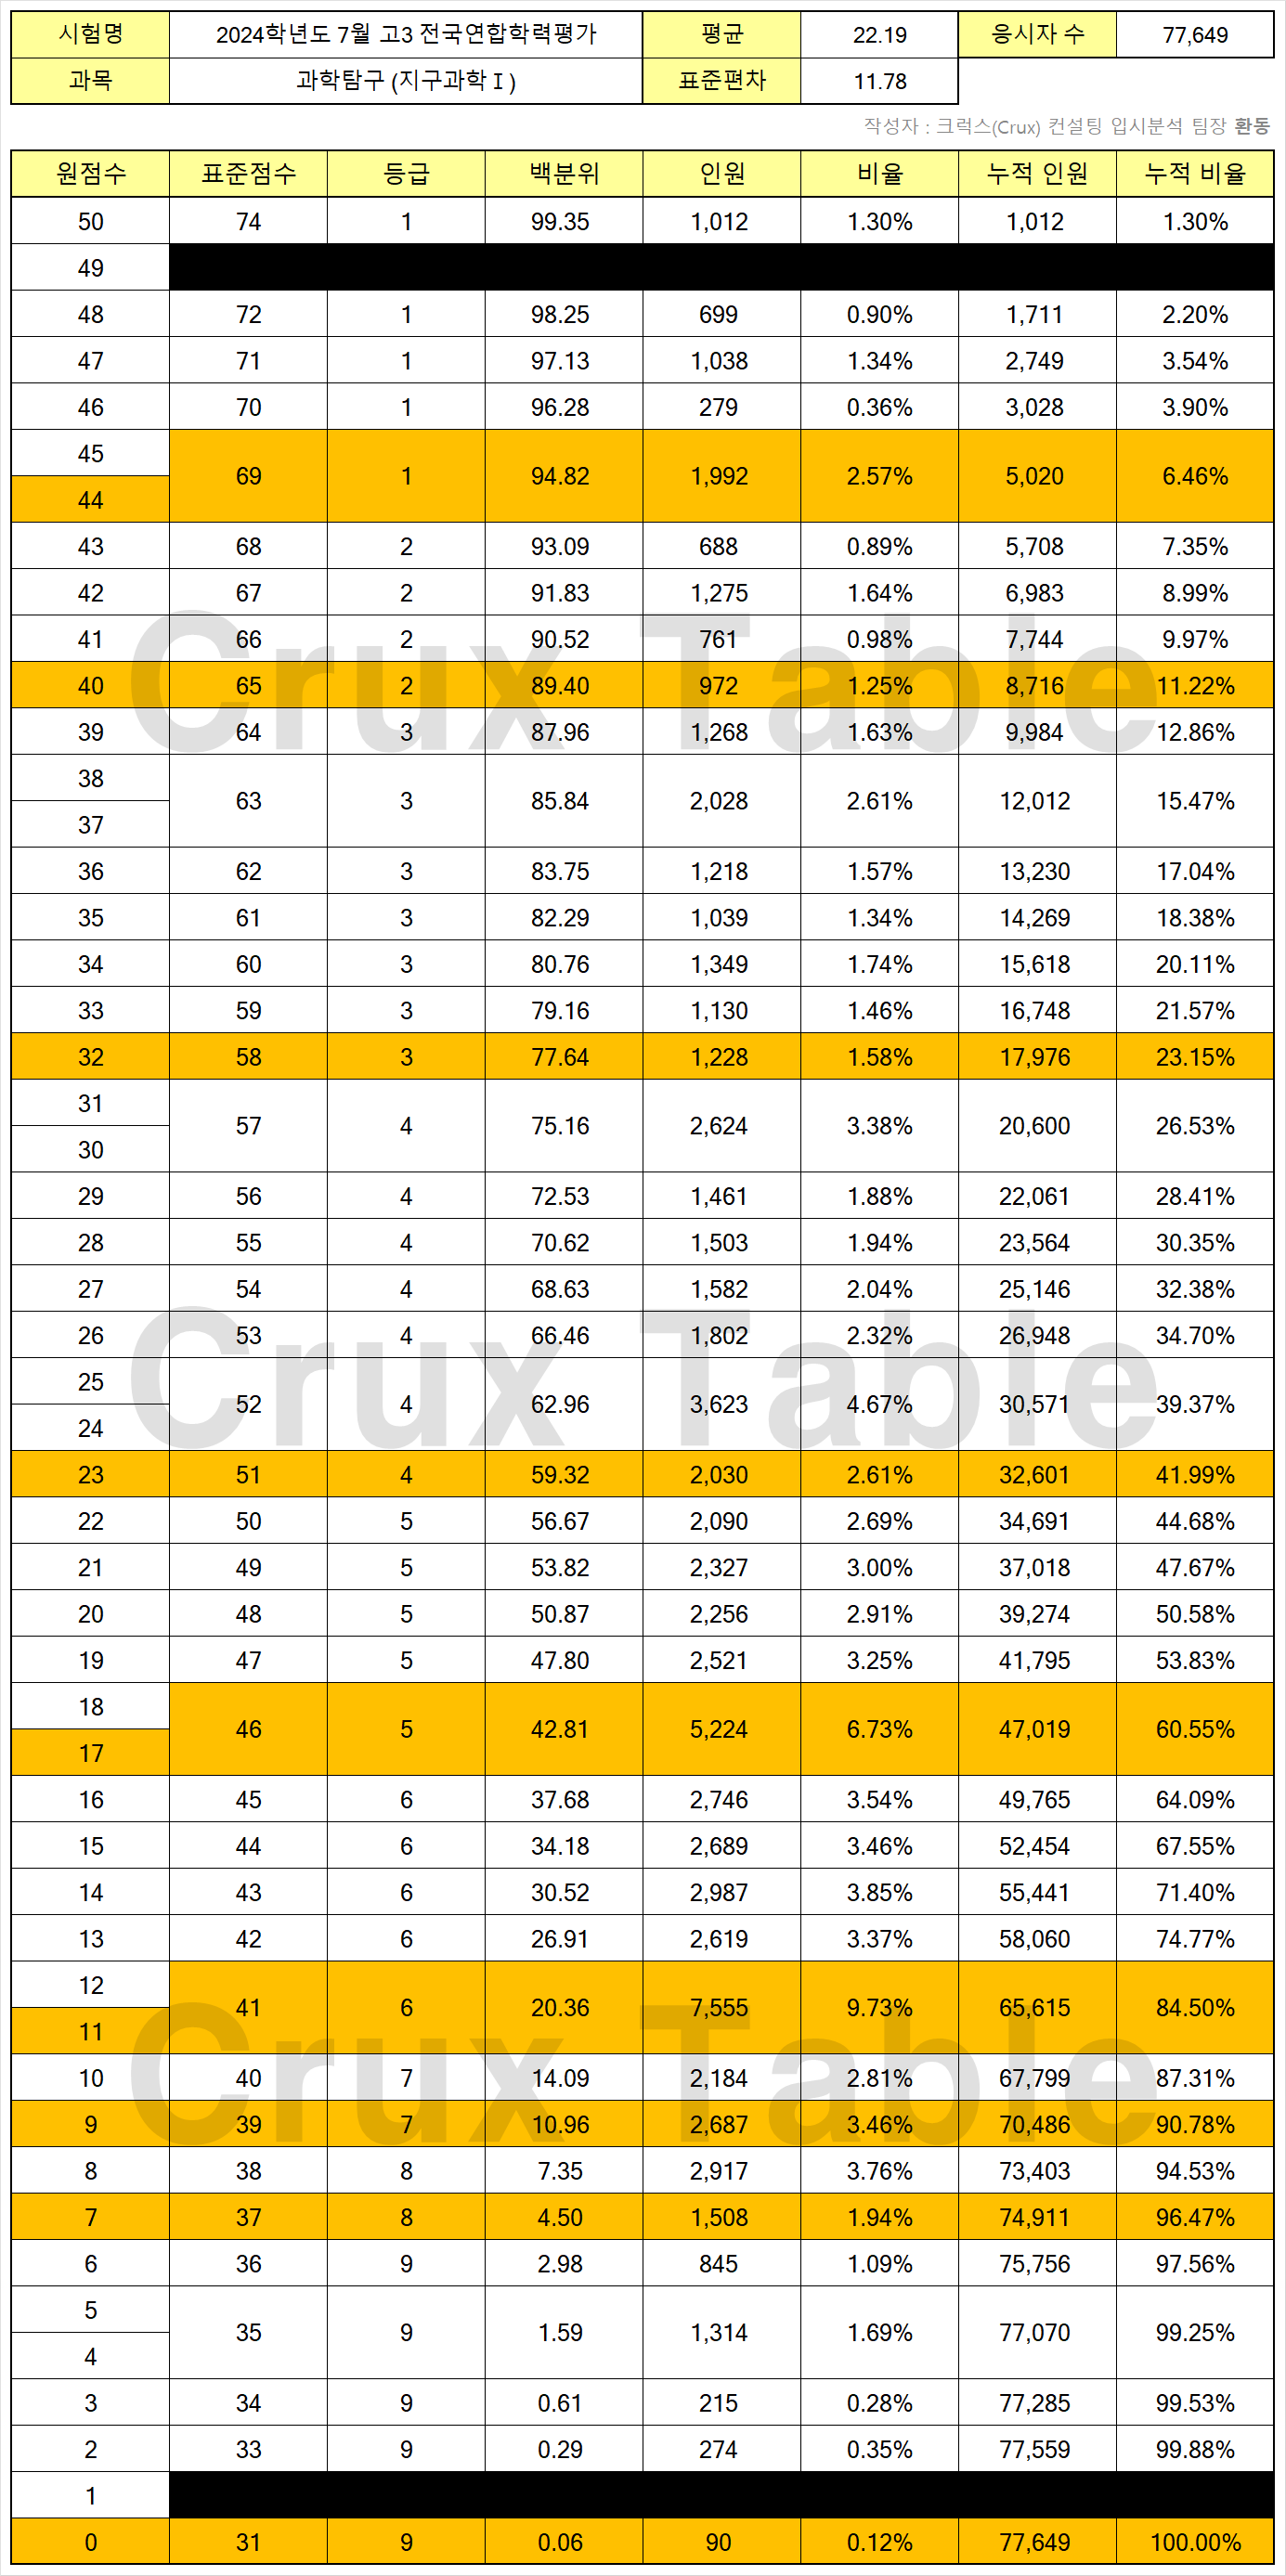 시험명 2024학년도 7월 고3 전국연합학력평가 평균 22.19 응시자 수 77,649
과목 과학탐구 (지구과학 I ) 표준편차 11.78
작성자 : 크럭스(Crux) 컨설팅 입시분석 팀장 환동
원점수 표준점수 등급 백분위 인원 비율 누적 인원 누적 비율
50 74 1 99.35 1,012 1.30% 1,012 1.30%
49
48 72 1 98.25 699 0.90% 1,711 2.20%
47 71 1 97.13 1,038 1.34% 2,749 3.54%
46 70 1 96.28 279 0.36% 3,028 3.90%
45
69 1 94.82 1,992 2.57% 5,020 6.46%
44
43 68 2 93.09 688 0.89% 5,708 7.35%
42 67 2 91.83 1,275 1.64% 6,983 8.99%
41 66 2 90.52 761 0.98% 7,744 9.97%
Crux Table
40 65 2 89.40 972 1.25% 8,716 11.22%
39 64 3 87.96 1,268 1.63% 9,984 12.86%
38
63 3 85.84 2,028 2.61% 12,012 15.47%
37
36 62 3 83.75 1,218 1.57% 13,230 17.04%
35 61 3 82.29 1,039 1.34% 14,269 18.38%
34 60 3 80.76 1,349 1.74% 15,618 20.11%
33 59 3 79.16 1,130 1.46% 16,748 21.57%
32 58 3 77.64 1,228 1.58% 17,976 23.15%
31
57 4 75.16 2,624 3.38% 20,600 26.53%
30
29 56 4 72.53 1,461 1.88% 22,061 28.41%
28 55 4 70.62 1,503 1.94% 23,564 30.35%
27 54 4 68.63 1,582 2.04% 25,146 32.38%
26 53 4 66.46 1,802 2.32% 26,948 34.70%
Crux Table
25
52 4 62.96 3,623 4.67% 30,571 39.37%
24
23 51 4 59.32 2,030 2.61% 32,601 41.99%
22 50 5 56.67 2,090 2.69% 34,691 44.68%
21 49 5 53.82 2,327 3.00% 37,018 47.67%
20 48 5 50.87 2,256 2.91% 39,274 50.58%
19 47 5 47.80 2,521 3.25% 41,795 53.83%
18
46 5 42.81 5,224 6.73% 47,019 60.55%
17
16 45 6 37.68 2,746 3.54% 49,765 64.09%
15 44 6 34.18 2,689 3.46% 52,454 67.55%
14 43 6 30.52 2,987 3.85% 55,441 71.40%
13 42 6 26.91 2,619 3.37% 58,060 74.77%
12
41 6 20.36 7,555 9.73% 65,615 84.50%
11
Crux Table
10 40 7 14.09 2,184 2.81% 67,799 87.31%
9 39 7 10.96 2,687 3.46% 70,486 90.78%
8 38 8 7.35 2,917 3.76% 73,403 94.53%
7 37 8 4.50 1,508 1.94% 74,911 96.47%
6 36 9 2.98 845 1.09% 75,756 97.56%
5
35 9 1.59 1,314 1.69% 77,070 99.25%
4
3 34 9 0.61 215 0.28% 77,285 99.53%
2 33 9 0.29 274 0.35% 77,559 99.88%
1
0 31 9 0.06 90 0.12% 77,649 100.00%